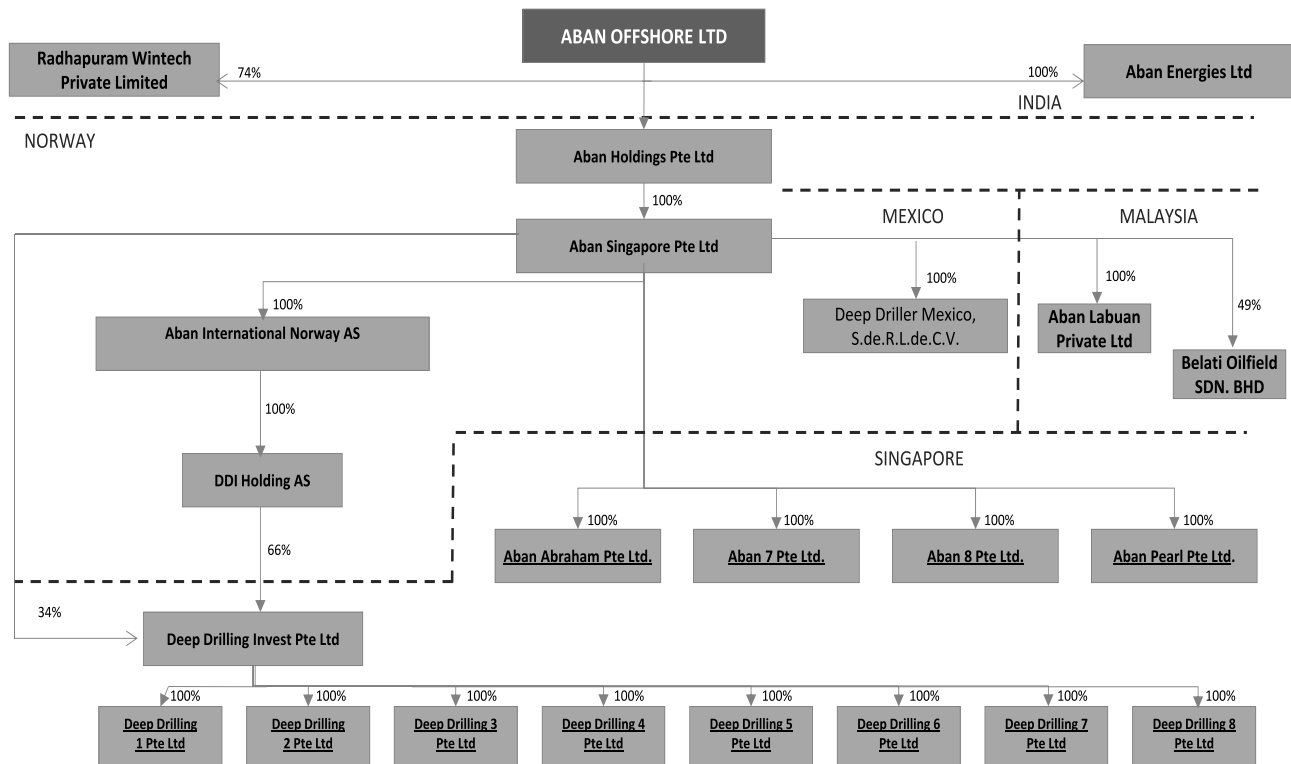 ABAN OFFSHORE LTD
Radhapuram Wintech
Private Limited
74%
100%
Aban Energies Ltd
INDIA
NORWAY
Aban Holdings Pte Ltd
100%
Aban Singapore Pte Ltd
MEXICO
MALAYSIA
100%
Aban International Norway AS
100%
Deep Driller Mexico,
S.de.R.L.de.C.V.
100%
Aban Labuan
Private Ltd
49%
Belati Oilfield
SDN. BHD
100%
DDI Holding AS
SINGAPORE
100%
100%
100%
100%
Aban Abraham Pte Ltd.
Aban 7 Pte Ltd.
Aban 8 Pte Ltd.
Aban Pearl Pte Ltd.
66%
34%
Deep Drilling Invest Pte Ltd
100%
100%
100%
100%
100%
100%
100%
100%
Deep Drilling
1 Pte Ltd
Deep Drilling
2 Pte Ltd
Deep Drilling 3
Pte Ltd
Deep Drilling 4
Pte Ltd
Deep Drilling 5
Pte Ltd
Deep Drilling 6
Pte Ltd
Deep Drilling 7
Pte Ltd
Deep Drilling 8
Pte Ltd